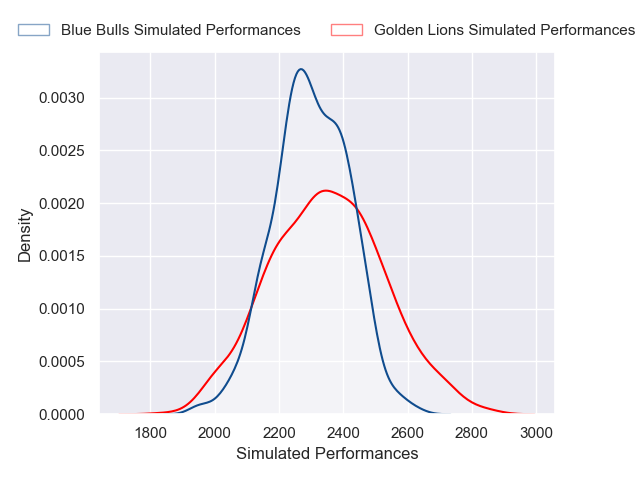 Blue Bulls Simulated Performances Golden Lions Simulated Performances
0.0030
0.0025
0.0020
0.0015
0.0010
0.0005
0.0000
Density
1800 2000 2200 2400 2600 2800 3000
Simulated Performances